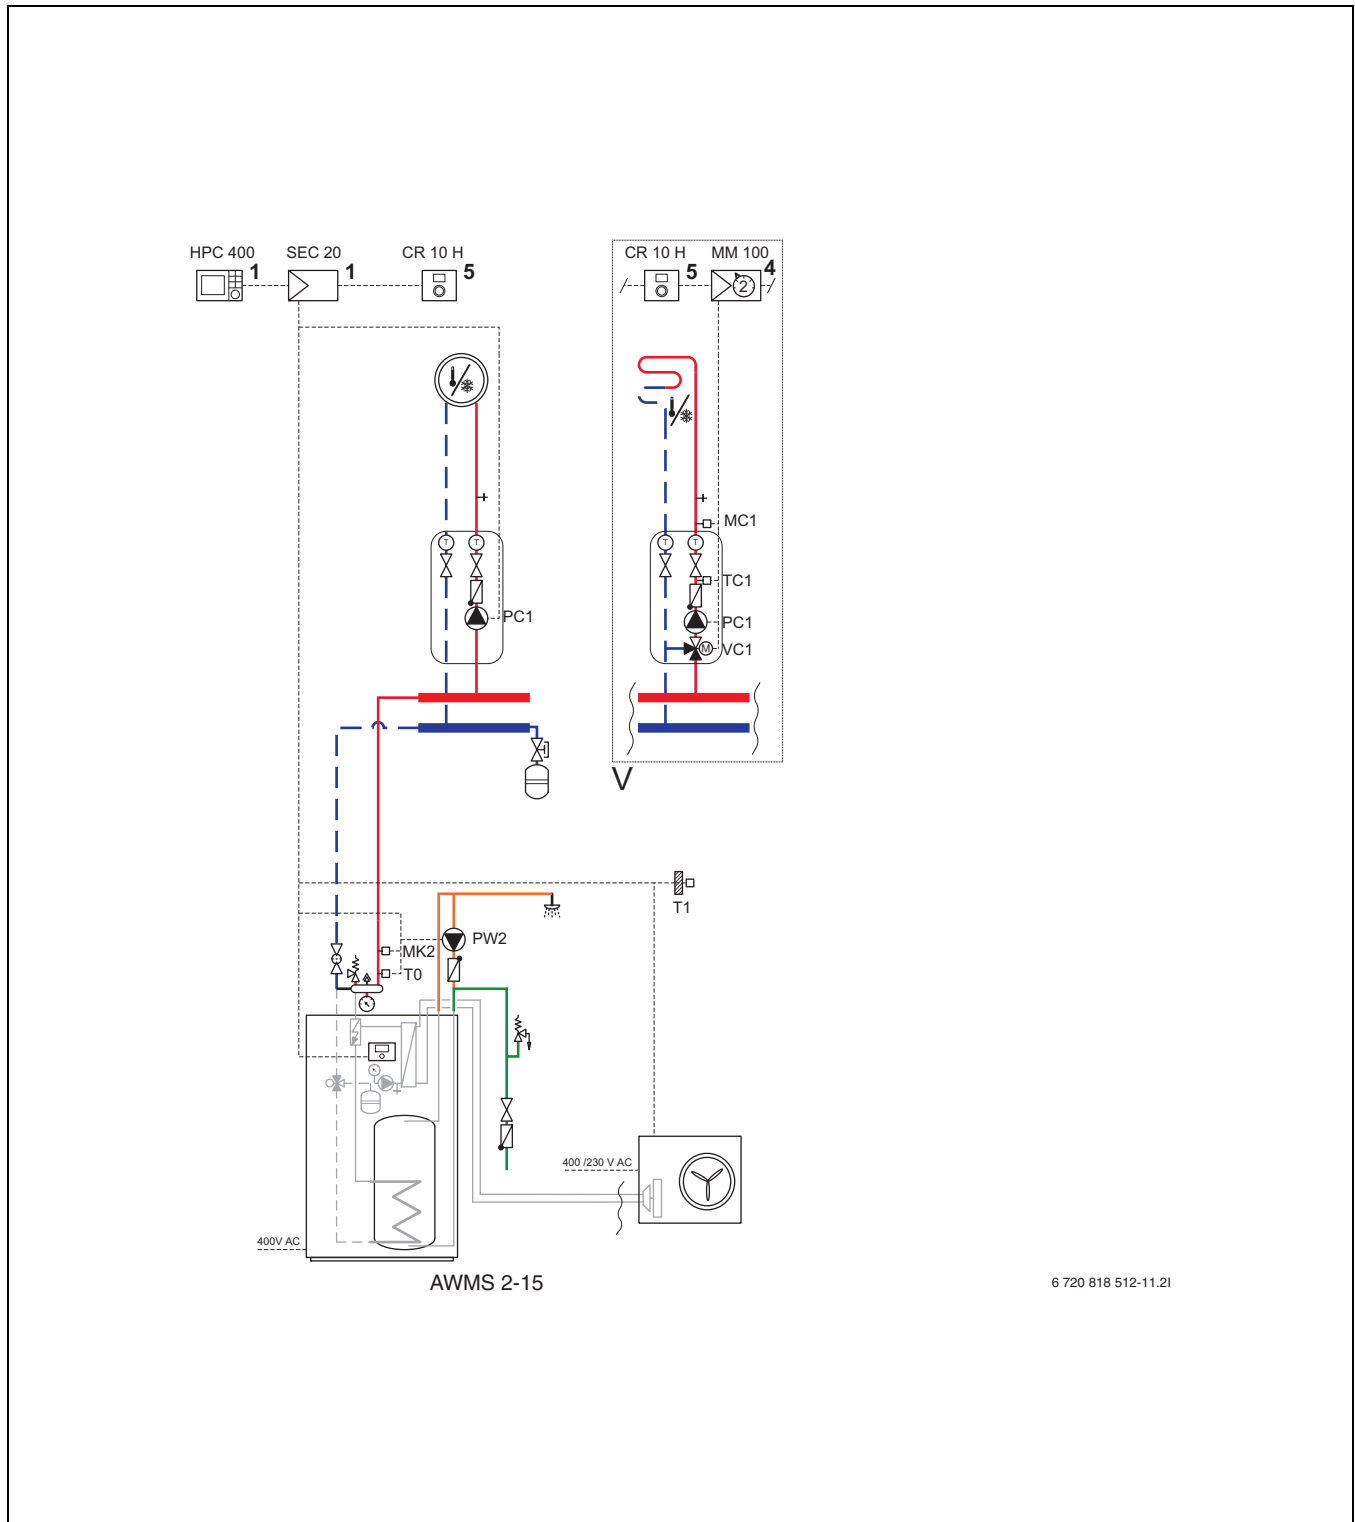 HPC 400
SEC 20
CR 10 H
CR 10 H
MM 100
1
1
5
5
4
2
T
T
T
T
MC1
TC1
PC1
PC1
M
VC1
V
T1
PW2
MK2
T0
400 /230 V AC
400V AC
AWMS 2-15
6 720 818 512-11.2I